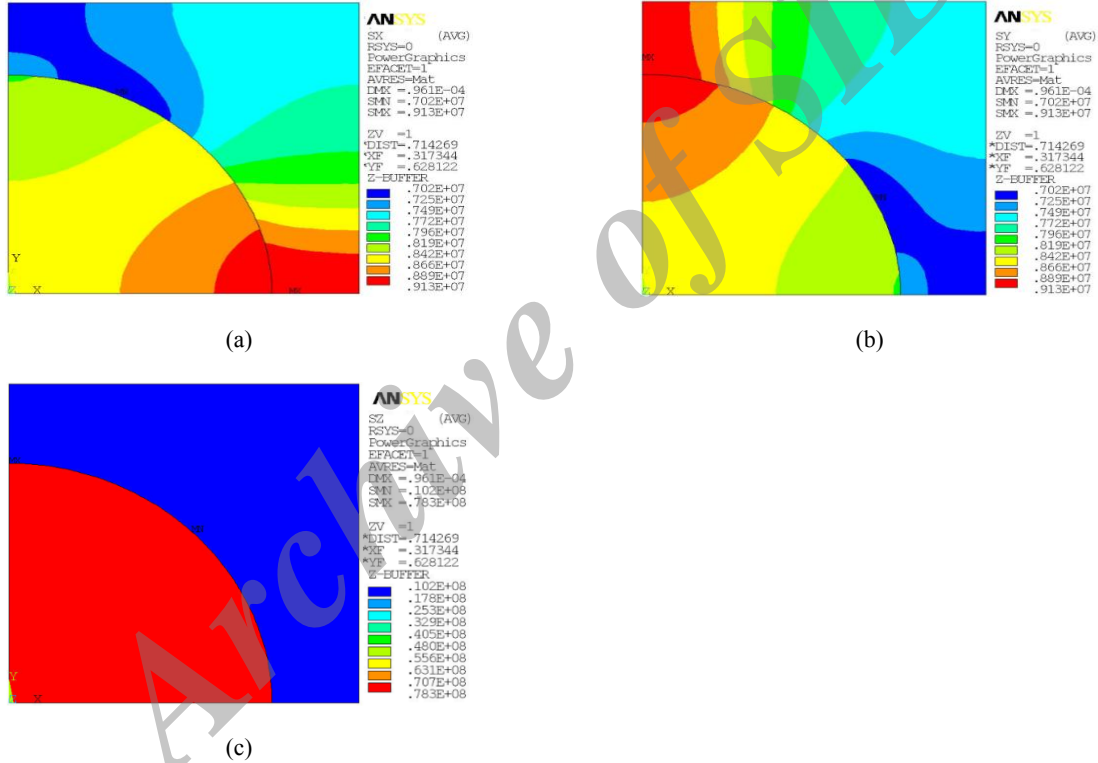 ANSYS
SX (AVG)
RSYS=0
PowerGraphics
EFACET=1
AVRES=Mat
DMX =.961E-04
SMN =.702E+07
SMX =.913E+07
ZV =1
*DIST=.714269
*XF =.317344
*YF =.628122
Z-BUFFER
.702E+07
.725E+07
.749E+07
.772E+07
.796E+07
.819E+07
.842E+07
.866E+07
.889E+07
.913E+07
MN
Y
Z X
MX
(a)
ANSYS
SY (AVG)
RSYS=0
PowerGraphics
EFACET=1
AVRES=Mat
DMX =.961E-04
SMN =.702E+07
SMX =.913E+07
ZV =1
*DIST=.714269
*XF =.317344
*YF =.628122
Z-BUFFER
.702E+07
.725E+07
.749E+07
.772E+07
.796E+07
.819E+07
.842E+07
.866E+07
.889E+07
.913E+07
MX
MN
Y
Z X
(b)
ANSYS
SZ (AVG)
RSYS=0
PowerGraphics
EFACET=1
AVRES=Mat
DMX =.961E-04
SMN =.102E+08
SMX =.783E+08
ZV =1
*DIST=.714269
*XF =.317344
*YF =.628122
Z-BUFFER
.102E+08
.178E+08
.253E+08
.329E+08
.405E+08
.480E+08
.556E+08
.631E+08
.707E+08
.783E+08
Y
X
(c)
Archive of